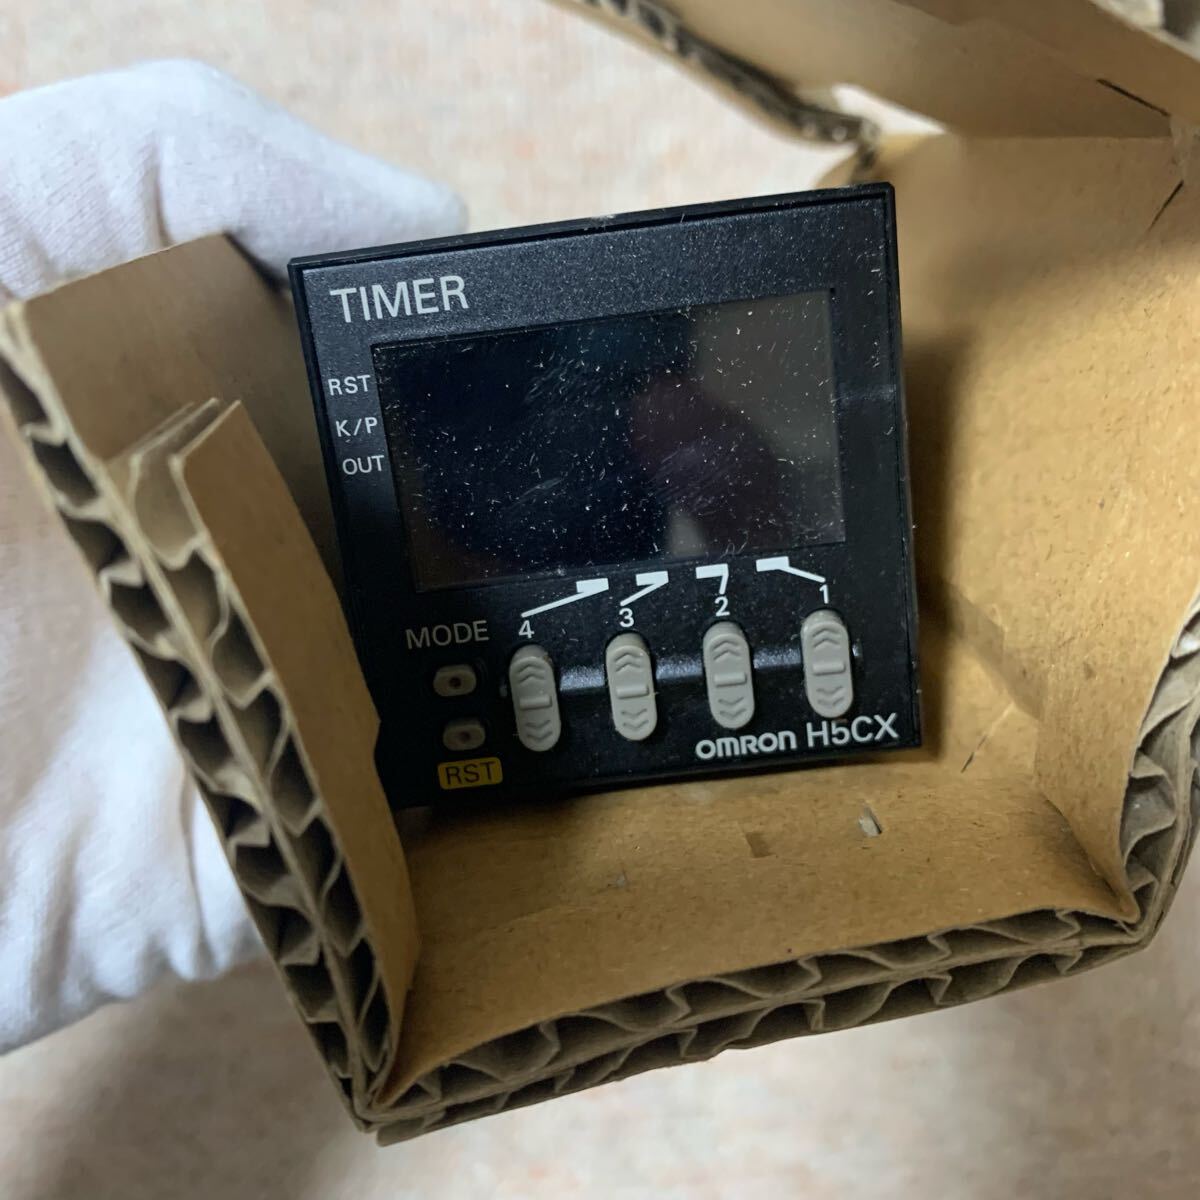 TIMER
RST
K/P
OUT
MODE
4 3 2 1
RST
OMRON H5CX